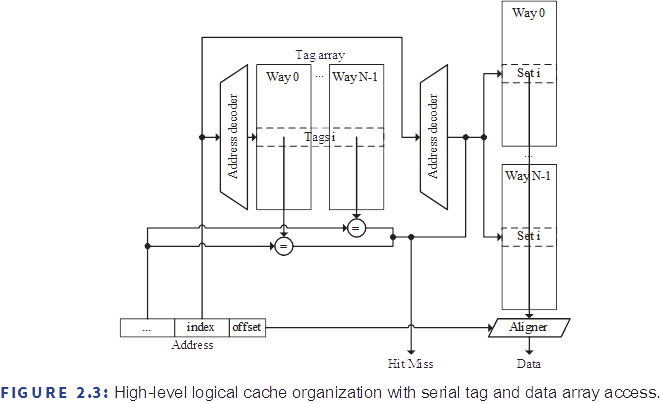 Way 0
Tag array
Way 0 ... Way N-1
Set i
Address decoder
Address decoder
Tags i
...
Way N-1
=
=
Set i
... index offset
Aligner
Address
Hit Miss
Data
FIGURE 2.3: High-level logical cache organization with serial tag and data array access.